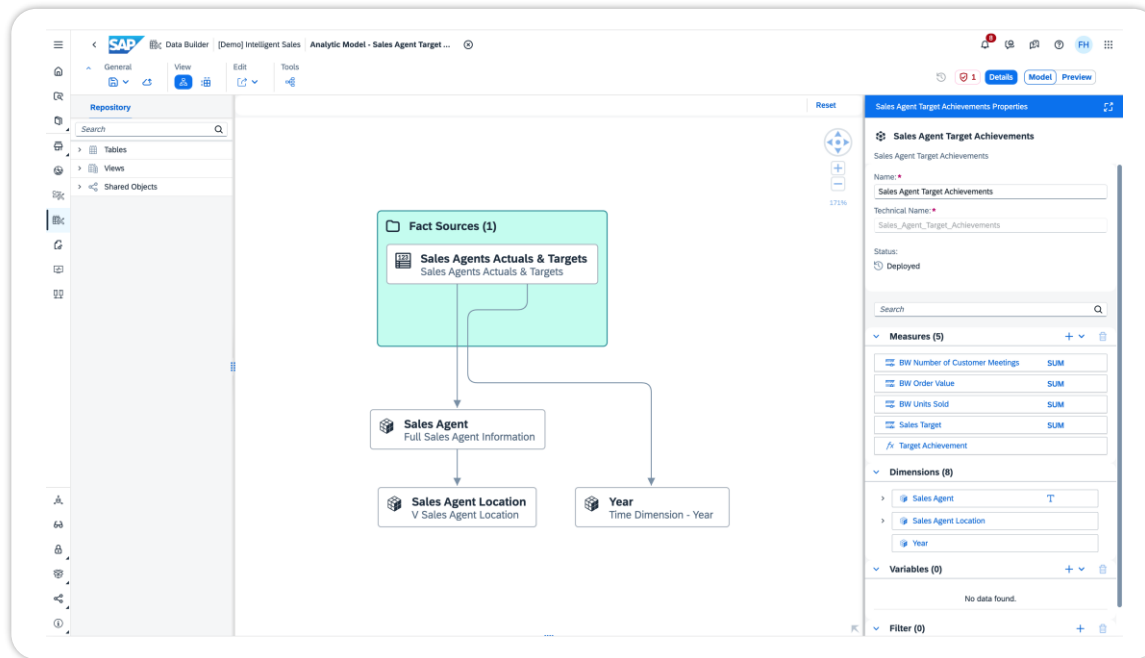 SAP Data Builder [Demo] Intelligent Sales Analytic Model - Sales Agent Target ...
8
FH
General View Edit Tools
1 Details Model Preview
Repository
Search
Tables
Views
Shared Objects
Reset
171%
Fact Sources (1)
123
Sales Agents Actuals & Targets
Sales Agents Actuals & Targets
Sales Agent
Full Sales Agent Information
Sales Agent Location
V Sales Agent Location
Year
Time Dimension - Year
Sales Agent Target Achievements Properties
Sales Agent Target Achievements
Sales Agent Target Achievements
Name:*
Sales Agent Target Achievements
Technical Name:*
Sales_Agent_Target_Achievements
Status:
Deployed
Search
Measures (5)
BW Number of Customer Meetings SUM
BW Order Value SUM
BW Units Sold SUM
Sales Target SUM
fx Target Achievement
Dimensions (8)
Sales Agent T
Sales Agent Location
Year
Variables (0)
No data found.
Filter (0)